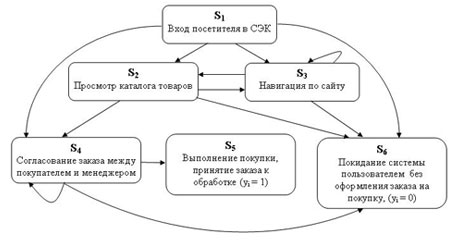 S₁
Вход посетителя в СЭК
S₂
Просмотр каталога товаров
S₃
Навигация по сайту
S₄
Согласование заказа между
покупателем и менеджером
S₅
Выполнение покупки,
принятие заказа к
обработке (yᵢ = 1)
S₆
Покидание системы
пользователем без
оформления заказа на
покупку, (yᵢ = 0)